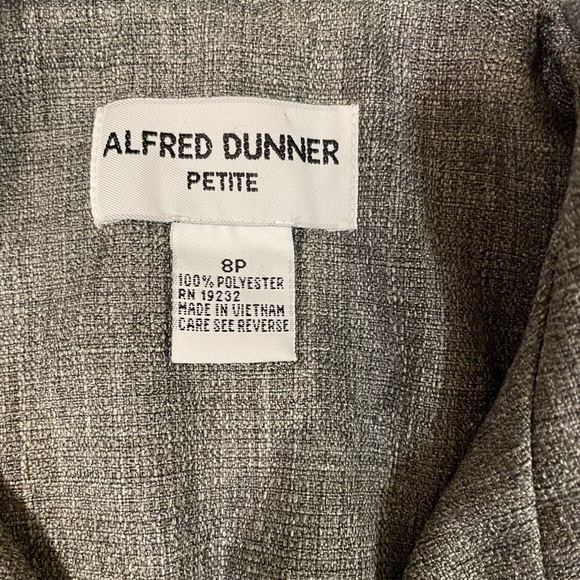 ALFRED DUNNER
PETITE
8P
100% POLYESTER
RN 19232
MADE IN VIETNAM
CARE SEE REVERSE